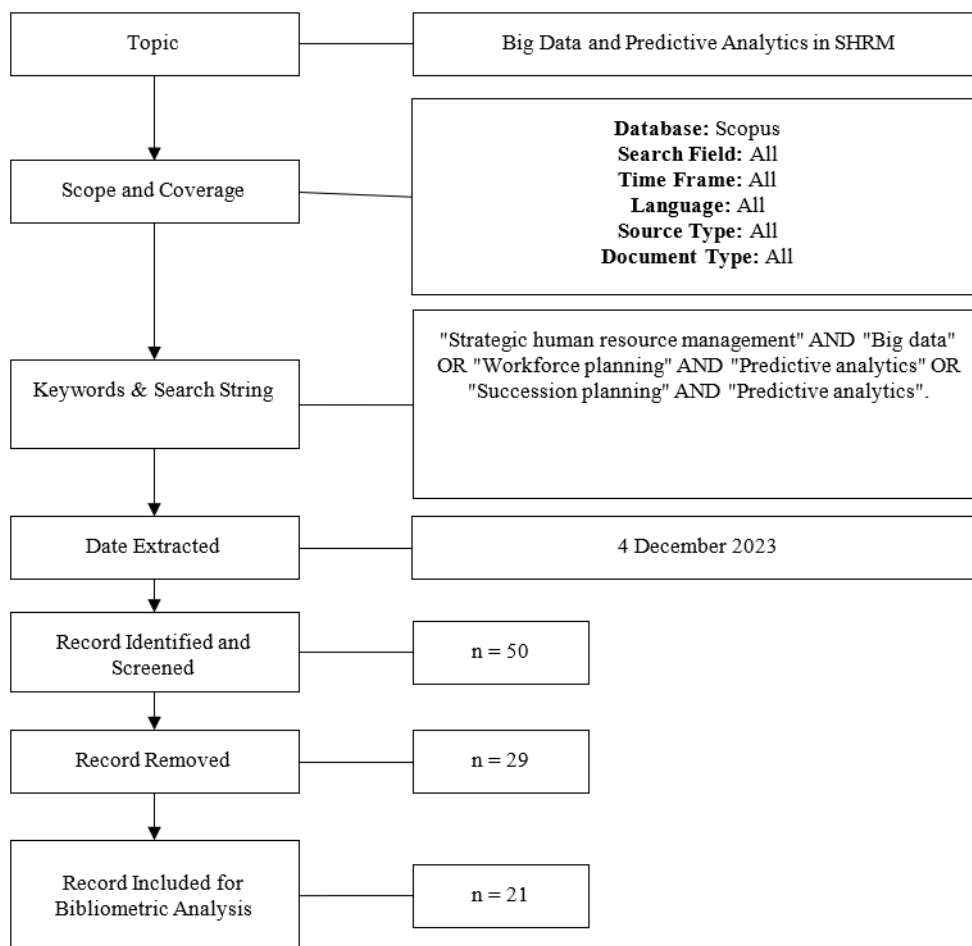 Topic
Big Data and Predictive Analytics in SHRM
Scope and Coverage
Database: Scopus
Search Field: All
Time Frame: All
Language: All
Source Type: All
Document Type: All
Keywords & Search String
"Strategic human resource management" AND "Big data"
OR "Workforce planning" AND "Predictive analytics" OR
"Succession planning" AND "Predictive analytics".
Date Extracted
4 December 2023
Record Identified and
Screened
n = 50
Record Removed
n = 29
Record Included for
Bibliometric Analysis
n = 21